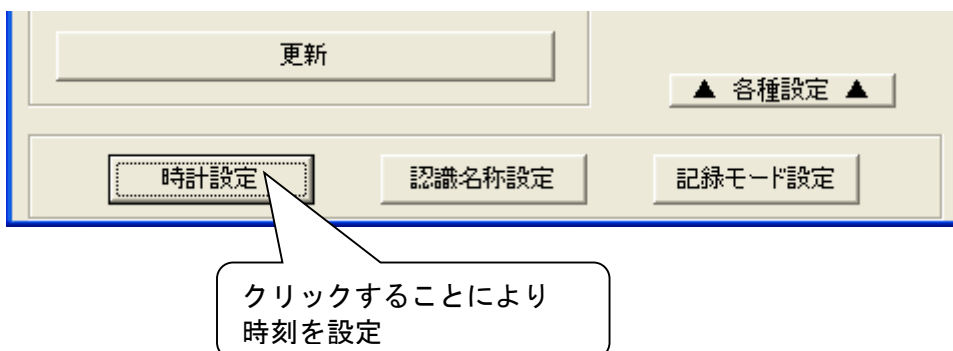 更新
▲ 各種設定 ▲
時計設定 認識名称設定 記録モード設定
クリックすることにより
時刻を設定